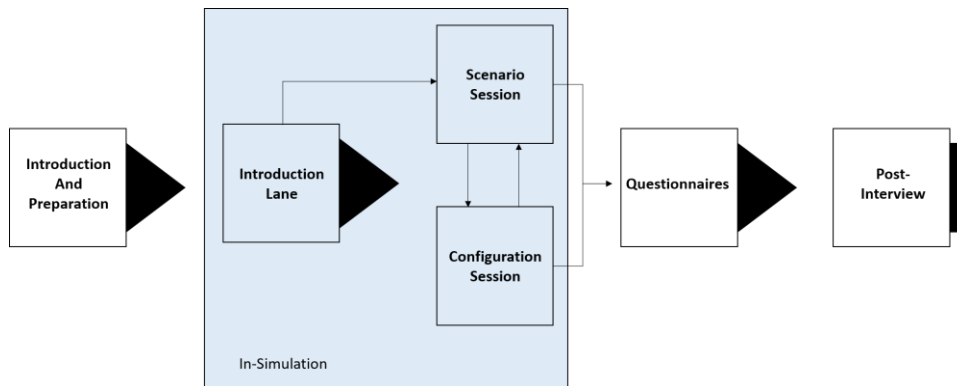 Introduction
And
Preparation
Introduction
Lane
Scenario
Session
Configuration
Session
In-Simulation
Questionnaires
Post-
Interview